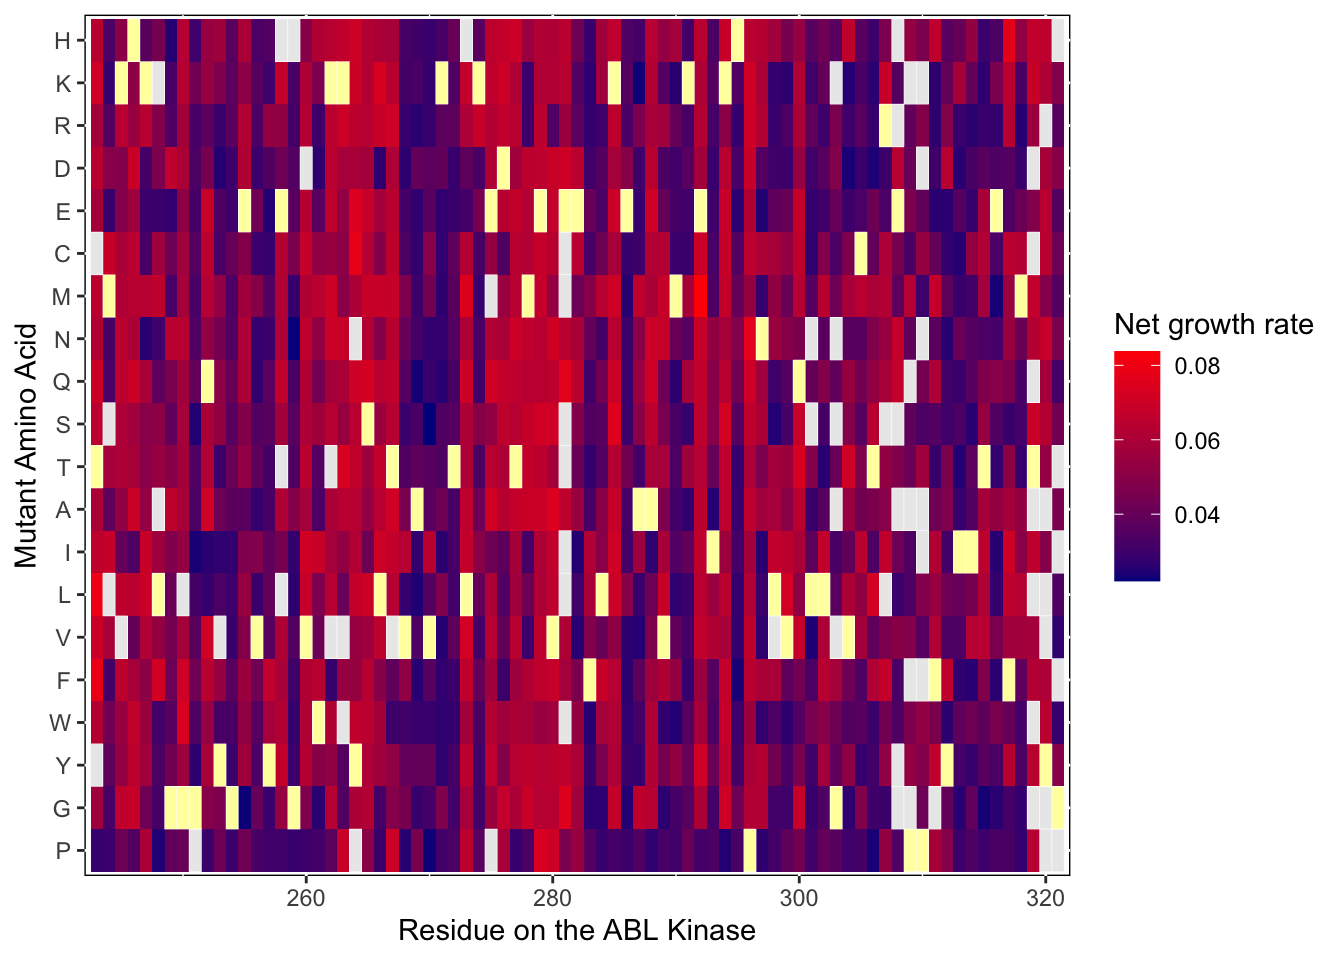 Mutant Amino Acid
H
K
R
D
E
C
M
N
Q
S
T
A
I
L
V
F
W
Y
G
P
260 280 300 320
Residue on the ABL Kinase
Net growth rate
0.08
0.06
0.04